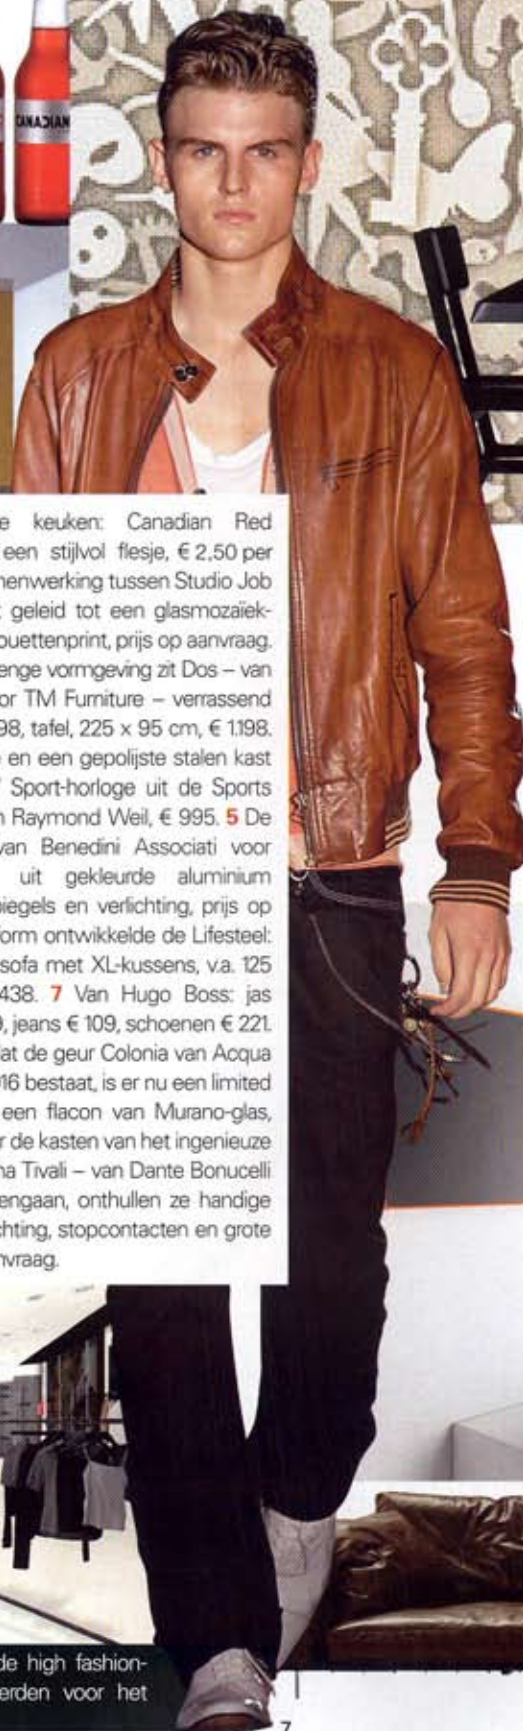 CANADIAN
e keuken: Canadian Red
een stijlvol flesje, € 2,50 per
nenwerking tussen Studio Job
t geleid tot een glasmozaïek-
ouettenprint, prijs op aanvraag.
enge vormgeving zit Dos – van
or TM Furniture – verrassend
98, tafel, 225 x 95 cm, € 1.198.
e en een gepolijste stalen kast
Sport-horloge uit de Sports
n Raymond Weil, € 995. 5 De
van Benedini Associati voor
uit gekleurde aluminium
piegels en verlichting, prijs op
form ontwikkelde de Lifesteel:
sofa met XL-kussens, v.a. 125
438. 7 Van Hugo Boss: jas
9, jeans € 109, schoenen € 221.
lat de geur Colonia van Acqua
916 bestaat, is er nu een limited
een flacon van Murano-glas,
r de kasten van het ingenieuze
na Tivali – van Dante Bonucelli
engaan, onthullen ze handige
chting, stopcontacten en grote
nvraag.
de high fashion-
erden voor het
7